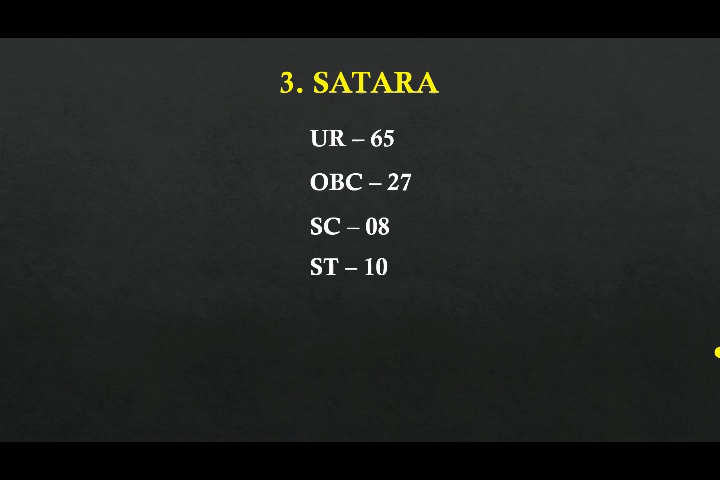 3. SATARA
UR – 65
OBC – 27
SC – 08
ST – 10